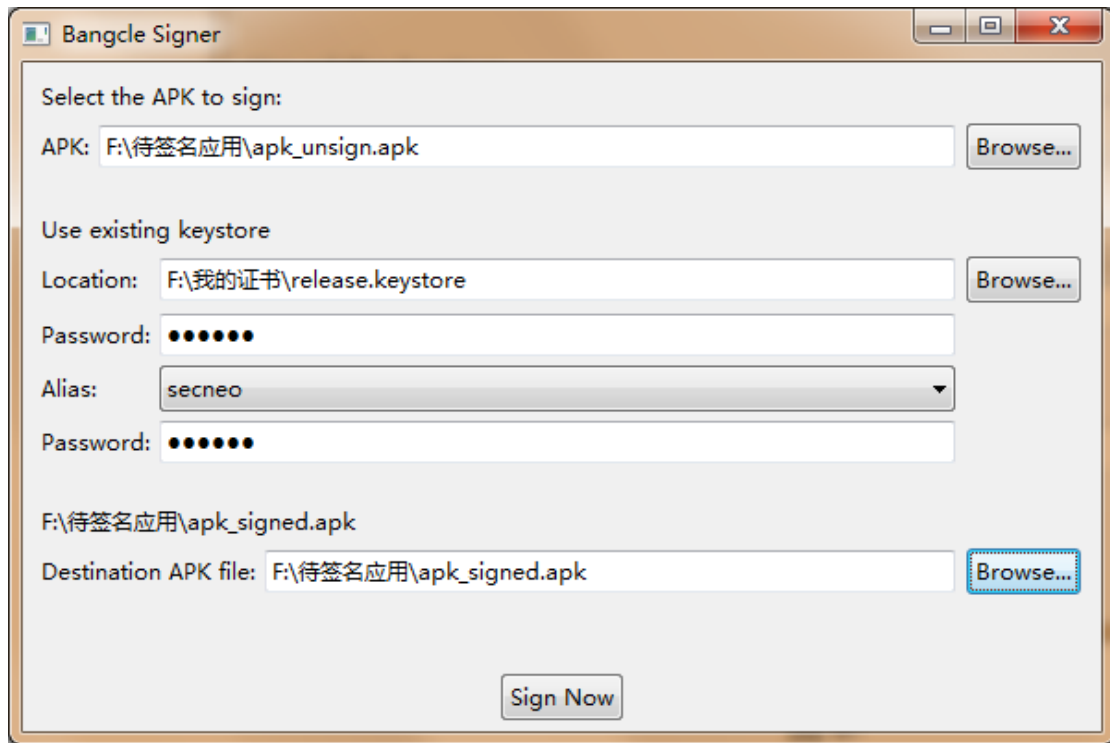 Bangcle Signer
Select the APK to sign:
APK: F:\待签名应用\apk_unsign.apk Browse...
Use existing keystore
Location: F:\我的证书\release.keystore Browse...
Password: ●●●●●●
Alias: secneo
Password: ●●●●●●
F:\待签名应用\apk_signed.apk
Destination APK file: F:\待签名应用\apk_signed.apk Browse...
Sign Now